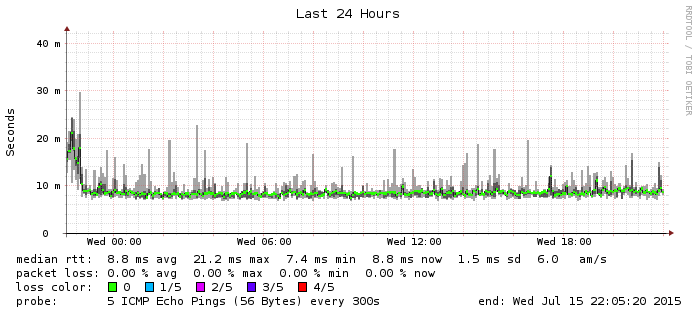 Last 24 Hours
RRDTOOL / TOBI OETIKER
Seconds
40 m
30 m
20 m
10 m
0
Wed 00:00 Wed 06:00 Wed 12:00 Wed 18:00
median rtt: 8.8 ms avg 21.2 ms max 7.4 ms min 8.8 ms now 1.5 ms sd 6.0 am/s
packet loss: 0.00 % avg 0.00 % max 0.00 % min 0.00 % now
loss color: 0 1/5 2/5 3/5 4/5
probe: 5 ICMP Echo Pings (56 Bytes) every 300s end: Wed Jul 15 22:05:20 2015